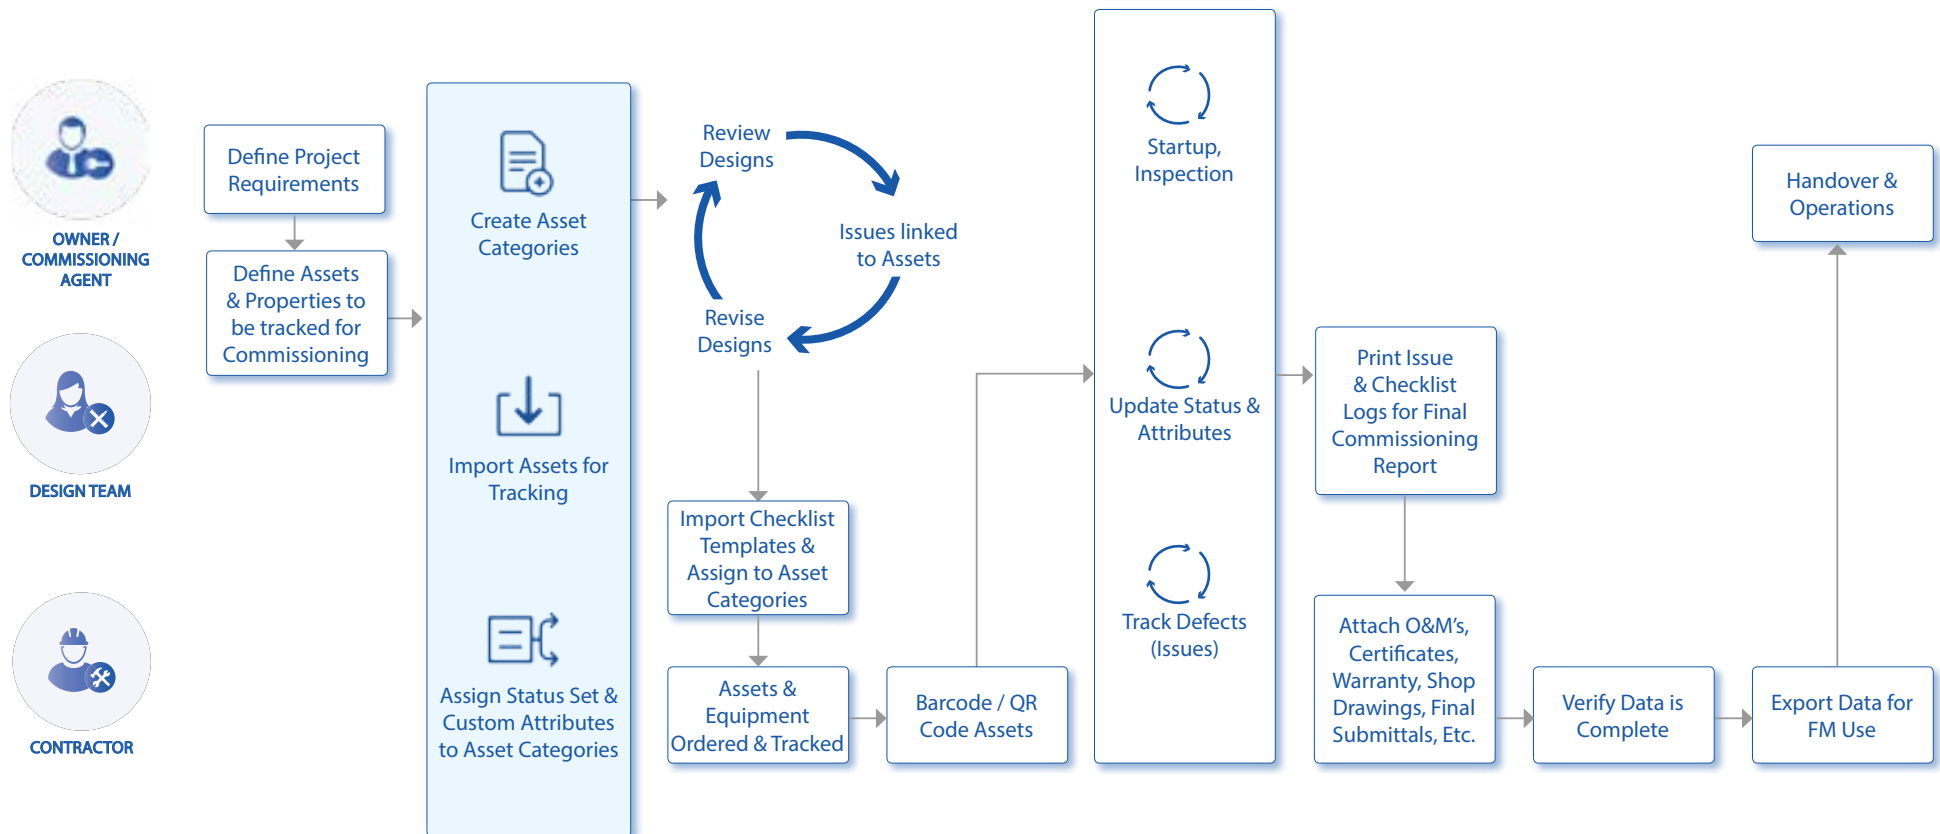 OWNER /
COMMISSIONING
AGENT
DESIGN TEAM
CONTRACTOR
Define Project
Requirements
Define Assets
& Properties to
be tracked for
Commissioning
Create Asset
Categories
Import Assets for
Tracking
Assign Status Set &
Custom Attributes
to Asset Categories
Review
Designs
Issues linked
to Assets
Revise
Designs
Import Checklist
Templates &
Assign to Asset
Categories
Assets &
Equipment
Ordered & Tracked
Barcode / QR
Code Assets
Startup,
Inspection
Update Status &
Attributes
Track Defects
(Issues)
Print Issue
& Checklist
Logs for Final
Commissioning
Report
Attach O&M’s,
Certificates,
Warranty, Shop
Drawings, Final
Submittals, Etc.
Verify Data is
Complete
Export Data for
FM Use
Handover &
Operations